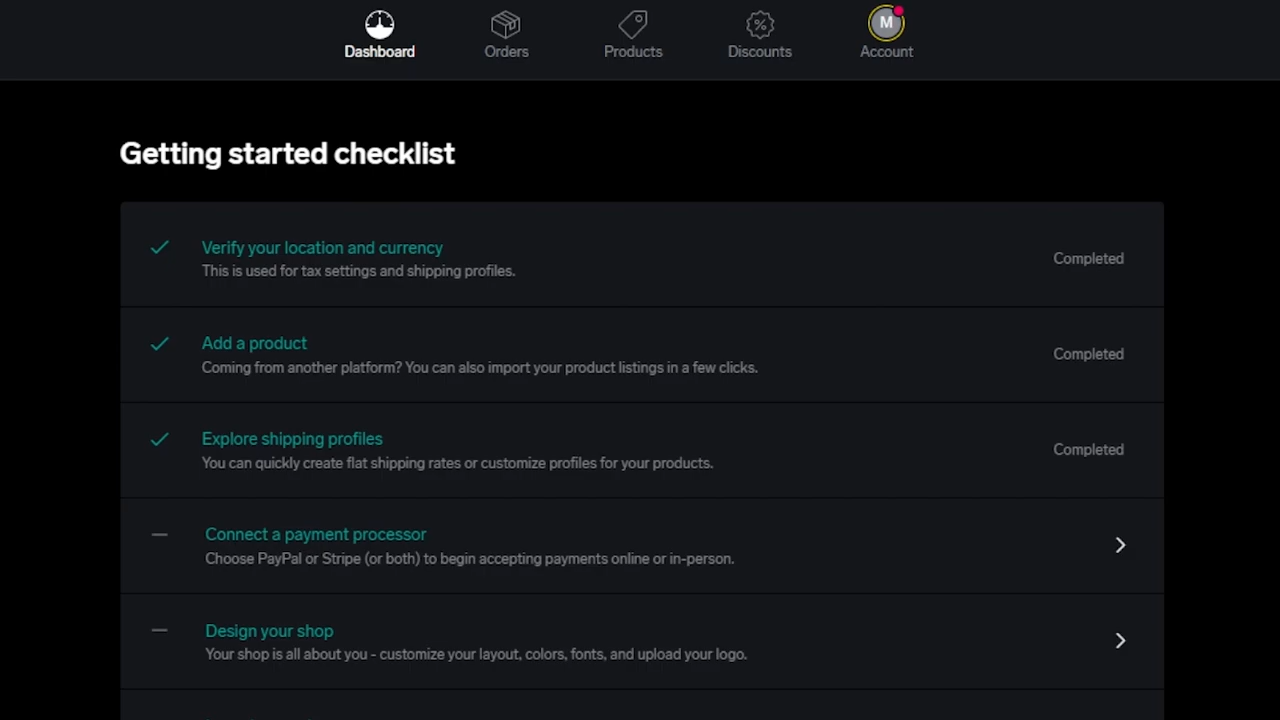 M
Dashboard
Orders
Products
Discounts
Account
Getting started checklist
Verify your location and currency
This is used for tax settings and shipping profiles.
Completed
Add a product
Coming from another platform? You can also import your product listings in a few clicks.
Completed
Explore shipping profiles
You can quickly create flat shipping rates or customize profiles for your products.
Completed
Connect a payment processor
Choose PayPal or Stripe (or both) to begin accepting payments online or in-person.
Design your shop
Your shop is all about you - customize your layout, colors, fonts, and upload your logo.